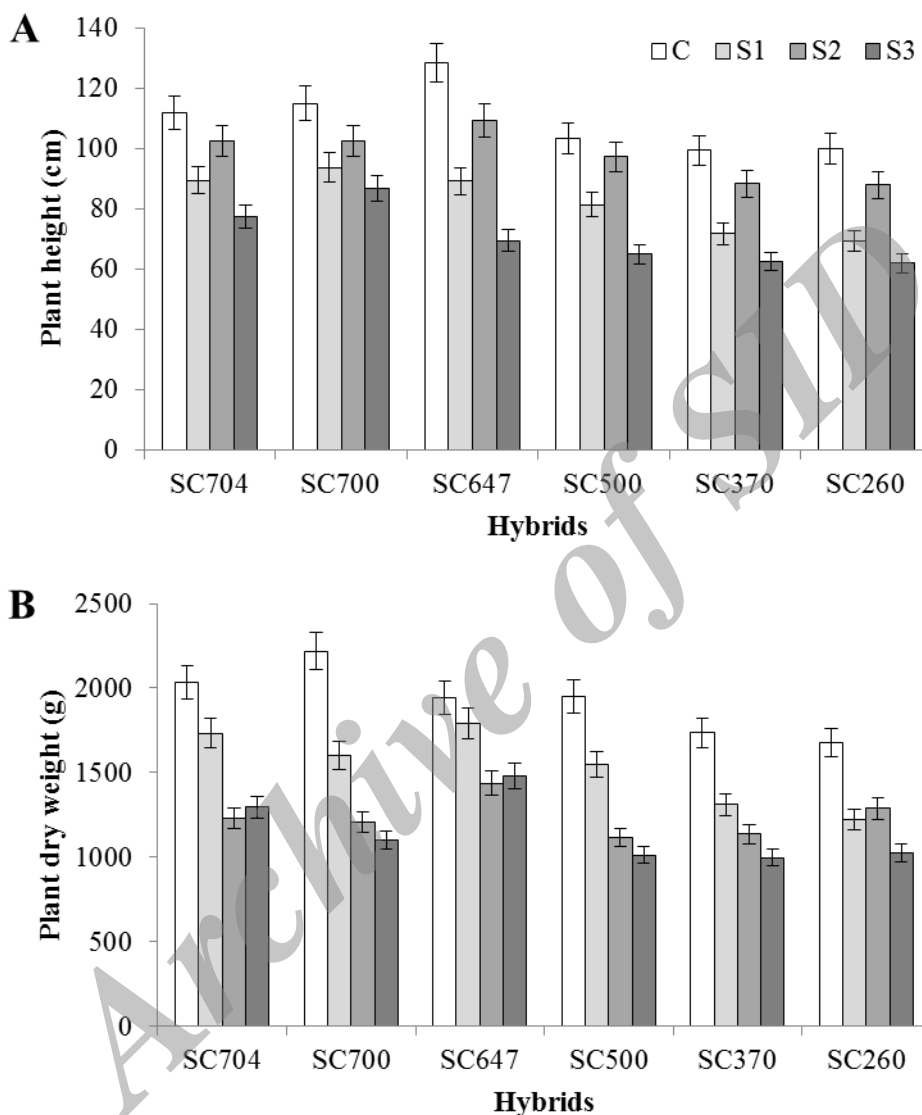 A
140
120
100
80
60
40
20
0
Plant height (cm)
C S1 S2 S3
SC704 SC700 SC647 SC500 SC370 SC260
Hybrids
B
2500
2000
1500
1000
500
0
Plant dry weight (g)
SC704 SC700 SC647 SC500 SC370 SC260
Hybrids
Archive of SID